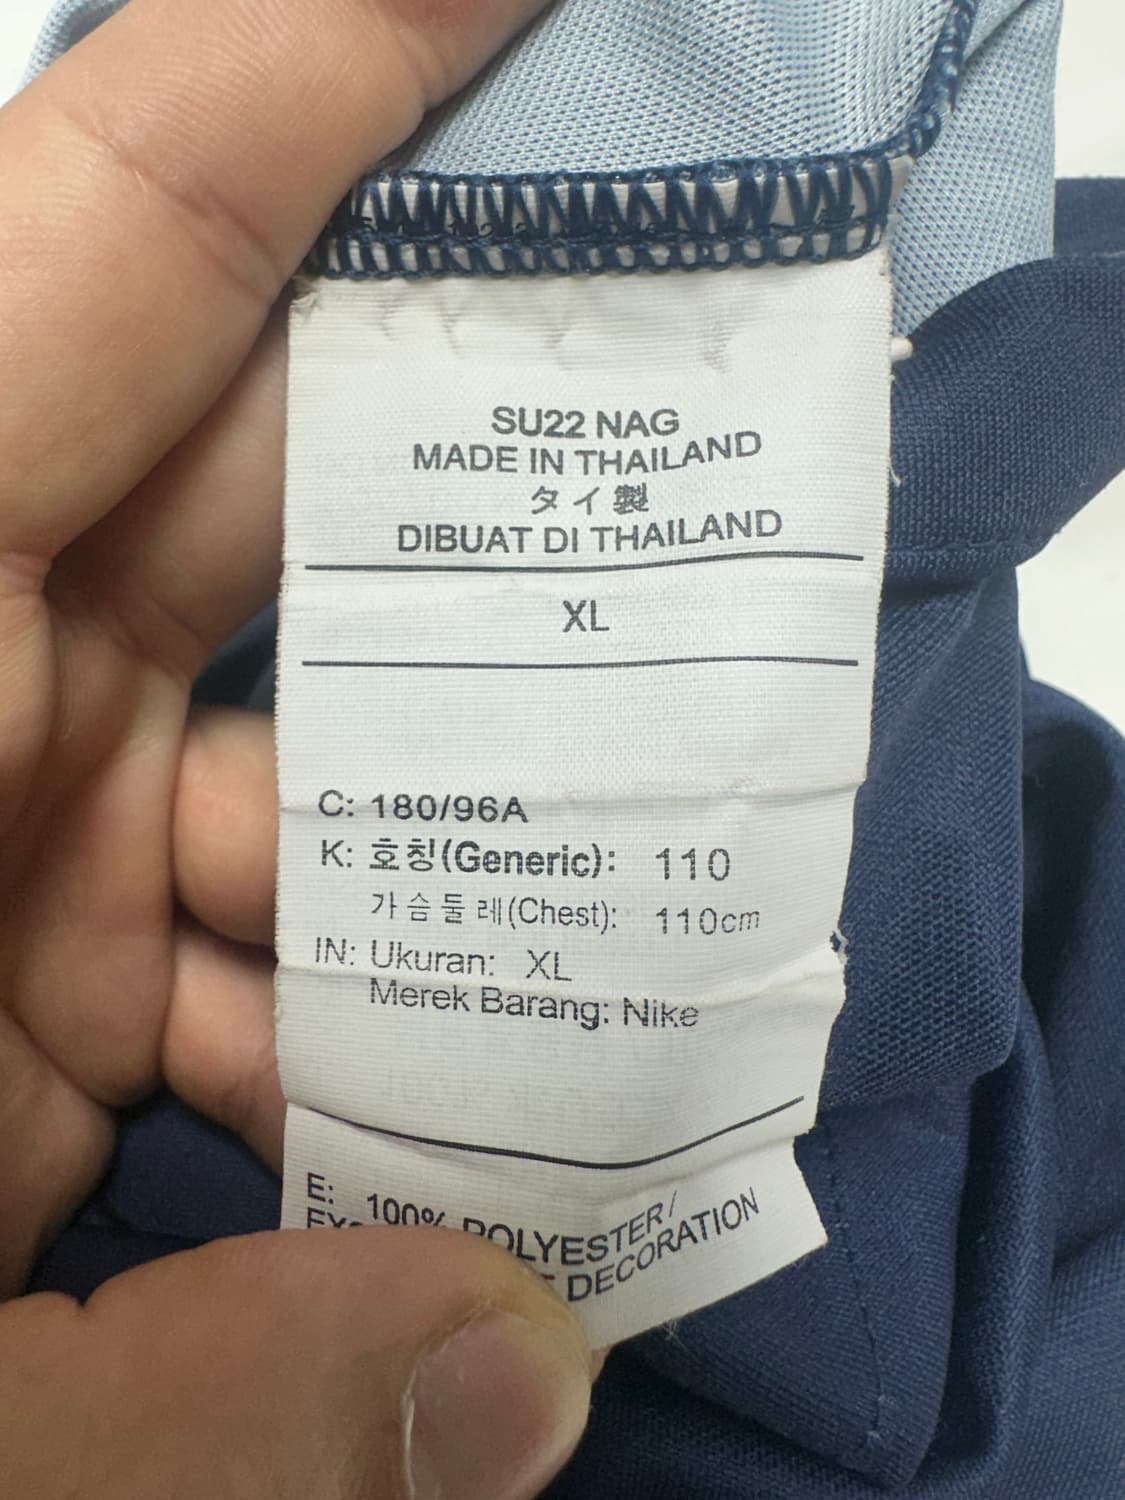 SU22 NAG
MADE IN THAILAND
タイ製
DIBUAT DI THAILAND
XL
C: 180/96A
K: 호칭(Generic): 110
가슴둘레(Chest): 110cm
IN: Ukuran: XL
Merek Barang: Nike
E: 100% POLYESTER/
DECORATION